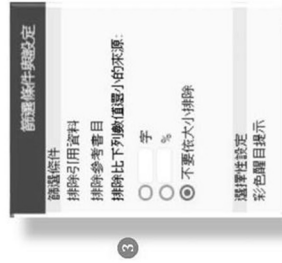 篩選條件與設定
篩選條件
排除引用資料
排除參考書目
排除比下列數值還小的來源:
字
%
不要依大小排除
選擇性設定
彩色醒目提示
3